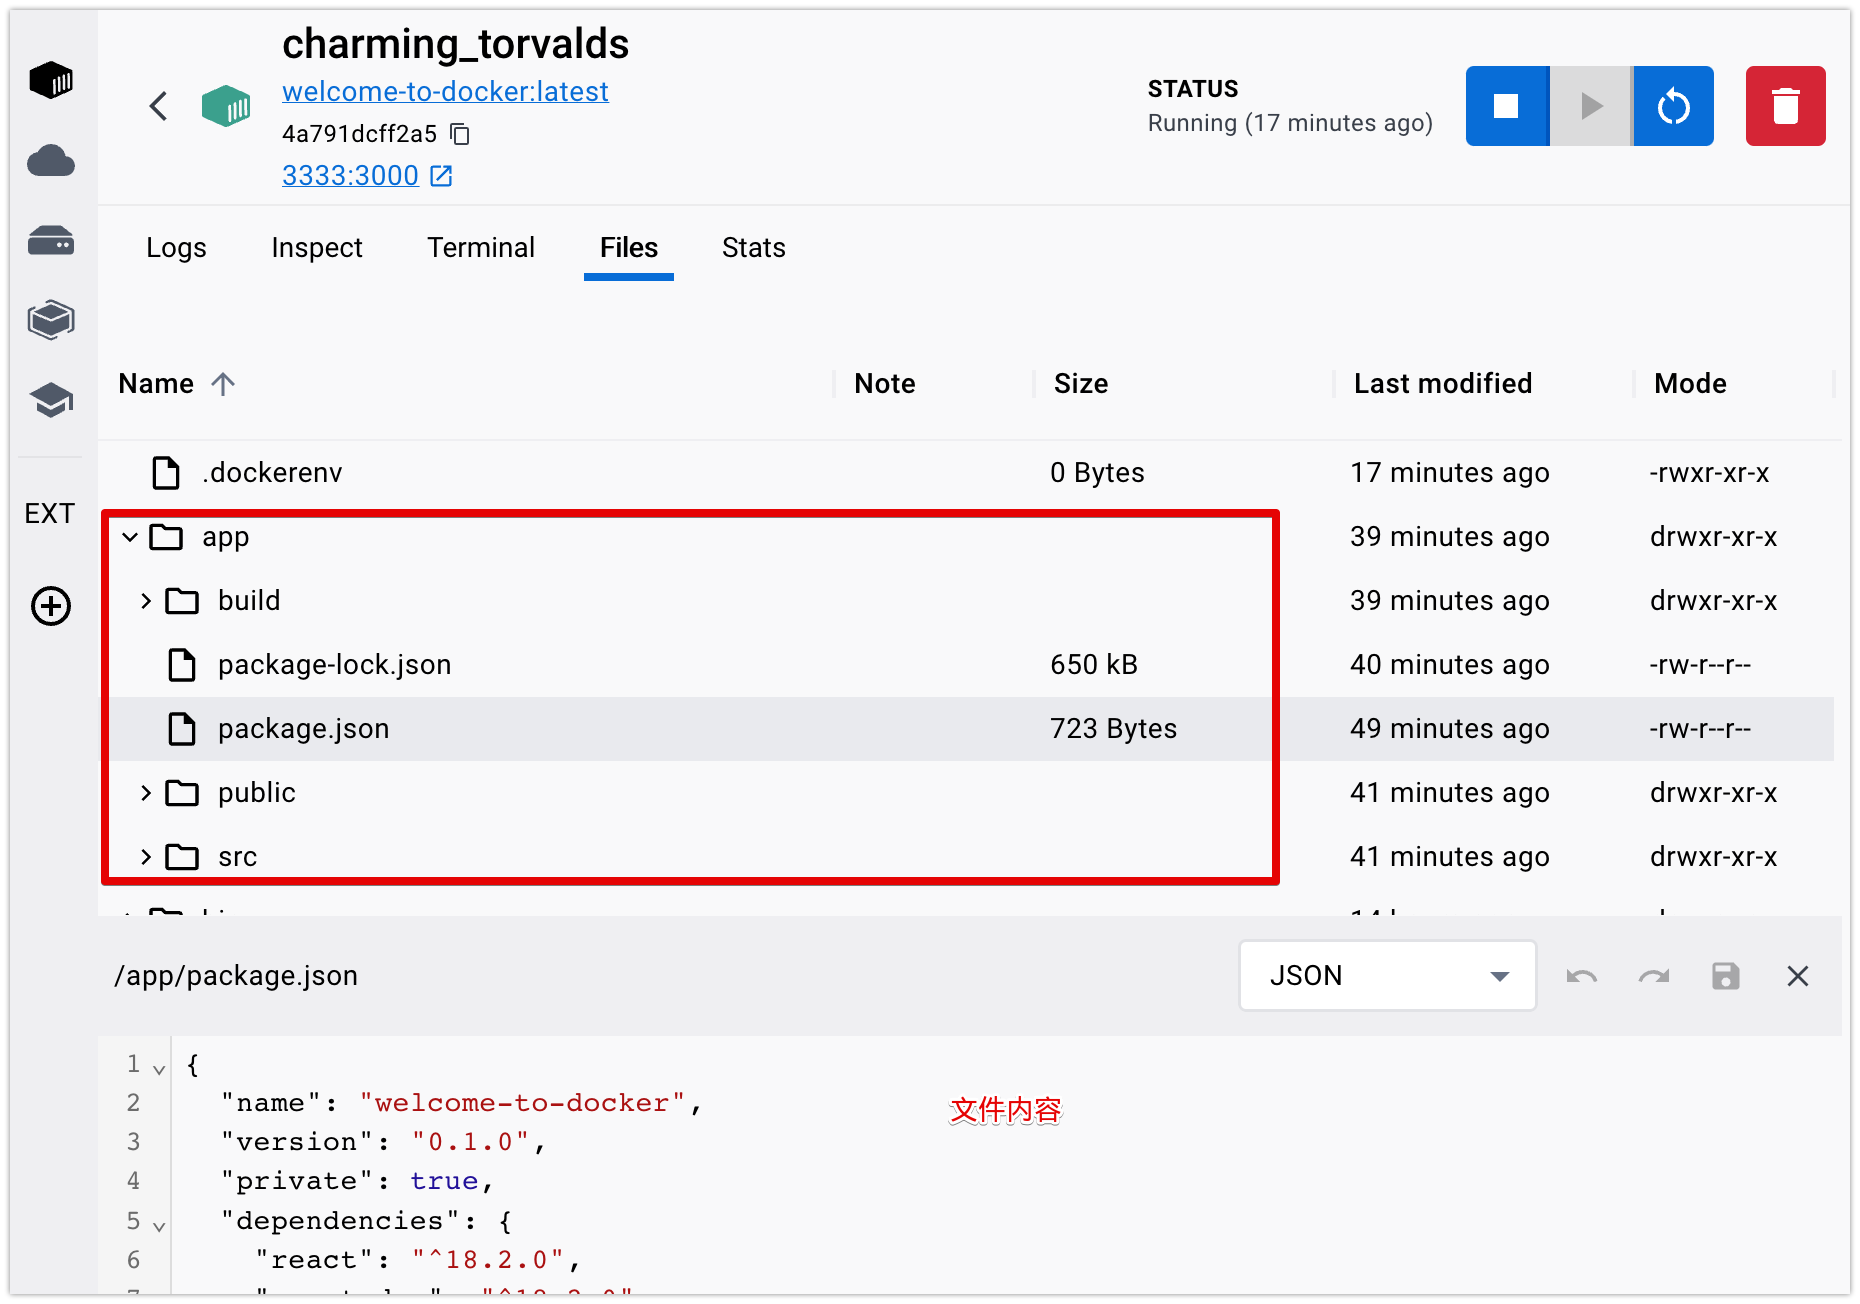 charming_torvalds
welcome-to-docker:latest
4a791dcff2a5
3333:3000
STATUS
Running (17 minutes ago)
Logs Inspect Terminal Files Stats
Name Note Size Last modified Mode
.dockerenv 0 Bytes 17 minutes ago -rwxr-xr-x
EXT
app 39 minutes ago drwxr-xr-x
build 39 minutes ago drwxr-xr-x
package-lock.json 650 kB 40 minutes ago -rw-r--r--
package.json 723 Bytes 49 minutes ago -rw-r--r--
public 41 minutes ago drwxr-xr-x
src 41 minutes ago drwxr-xr-x
/app/package.json JSON
1 {
2 "name": "welcome-to-docker",
文件内容
3 "version": "0.1.0",
4 "private": true,
5 "dependencies": {
6 "react": "^18.2.0",